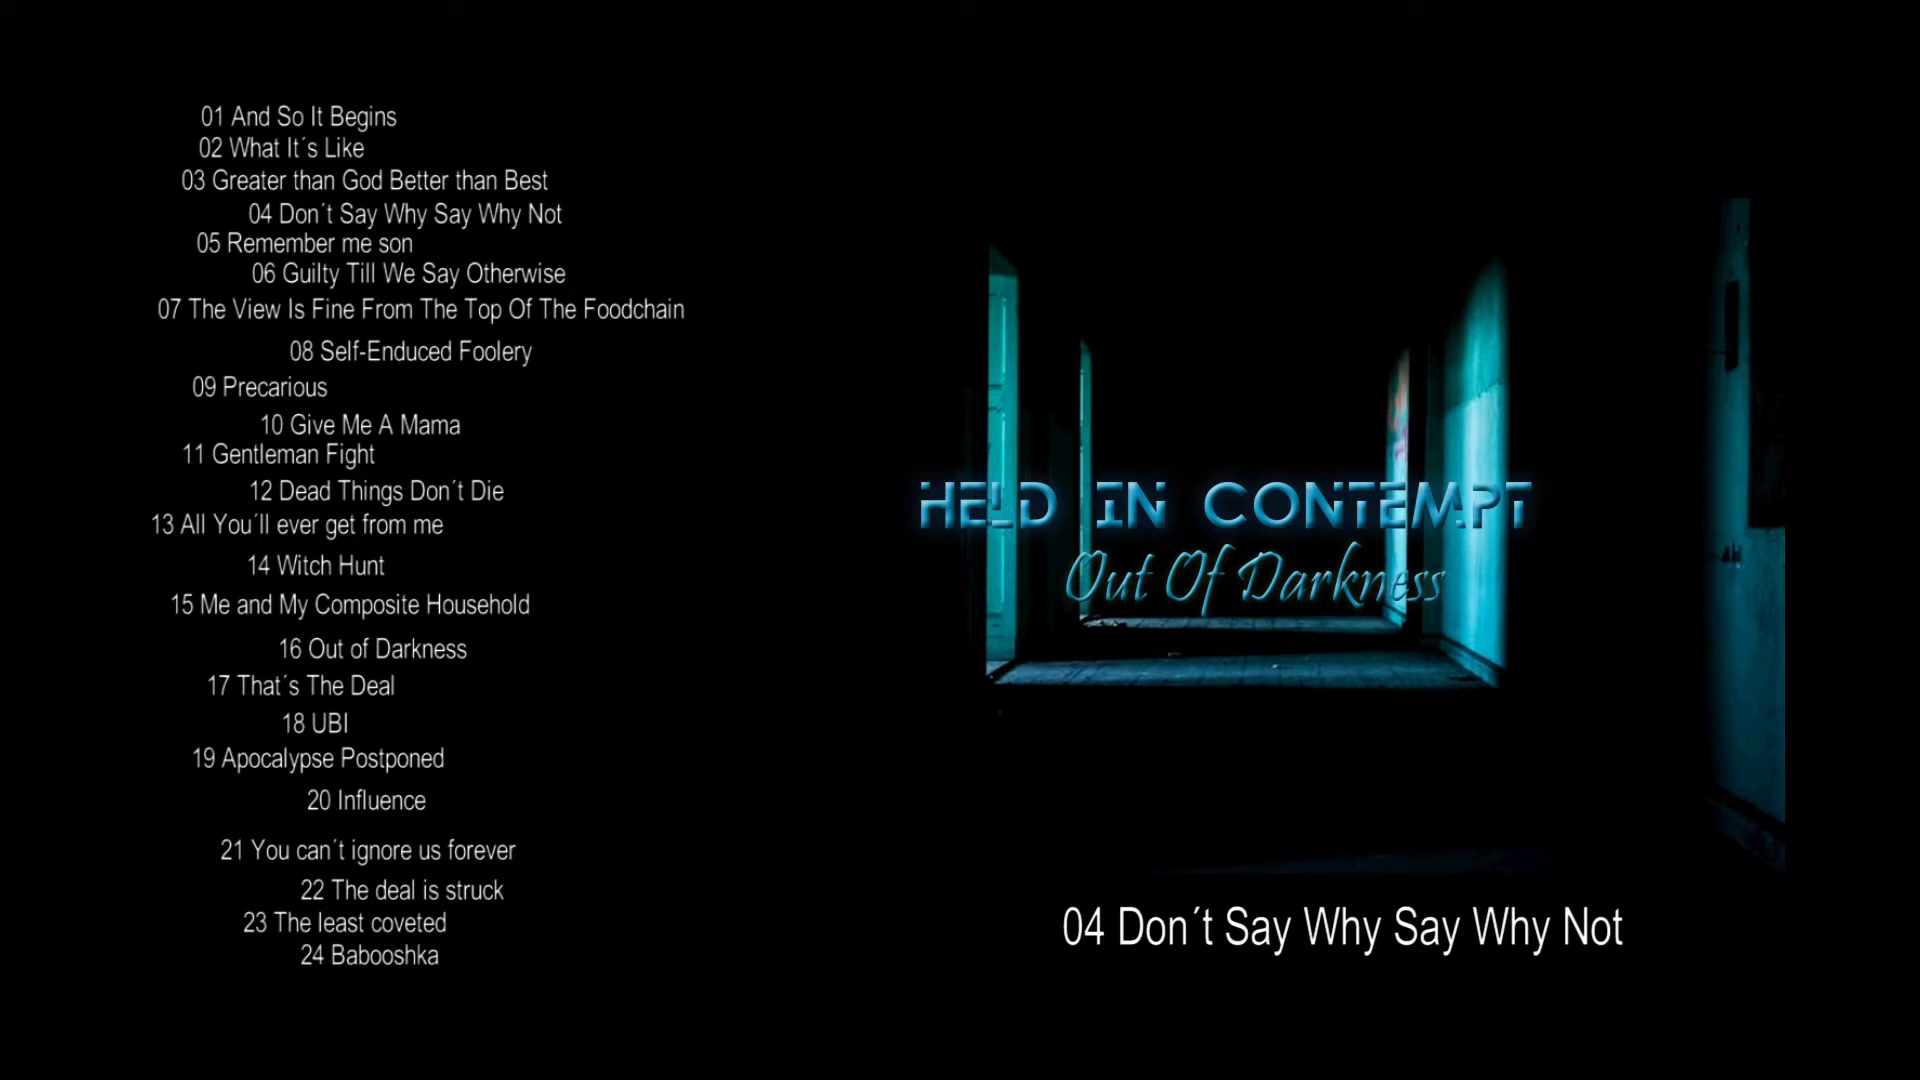 01 And So It Begins
02 What It´s Like
03 Greater than God Better than Best
04 Don´t Say Why Say Why Not
05 Remember me son
06 Guilty Till We Say Otherwise
07 The View Is Fine From The Top Of The Foodchain
08 Self-Enduced Foolery
09 Precarious
10 Give Me A Mama
11 Gentleman Fight
12 Dead Things Don´t Die
13 All You´ll ever get from me
14 Witch Hunt
15 Me and My Composite Household
16 Out of Darkness
17 That´s The Deal
18 UBI
19 Apocalypse Postponed
20 Influence
21 You can´t ignore us forever
22 The deal is struck
23 The least coveted
24 Babooshka
HELD IN CONTEMPT
Out Of Darkness
04 Don´t Say Why Say Why Not